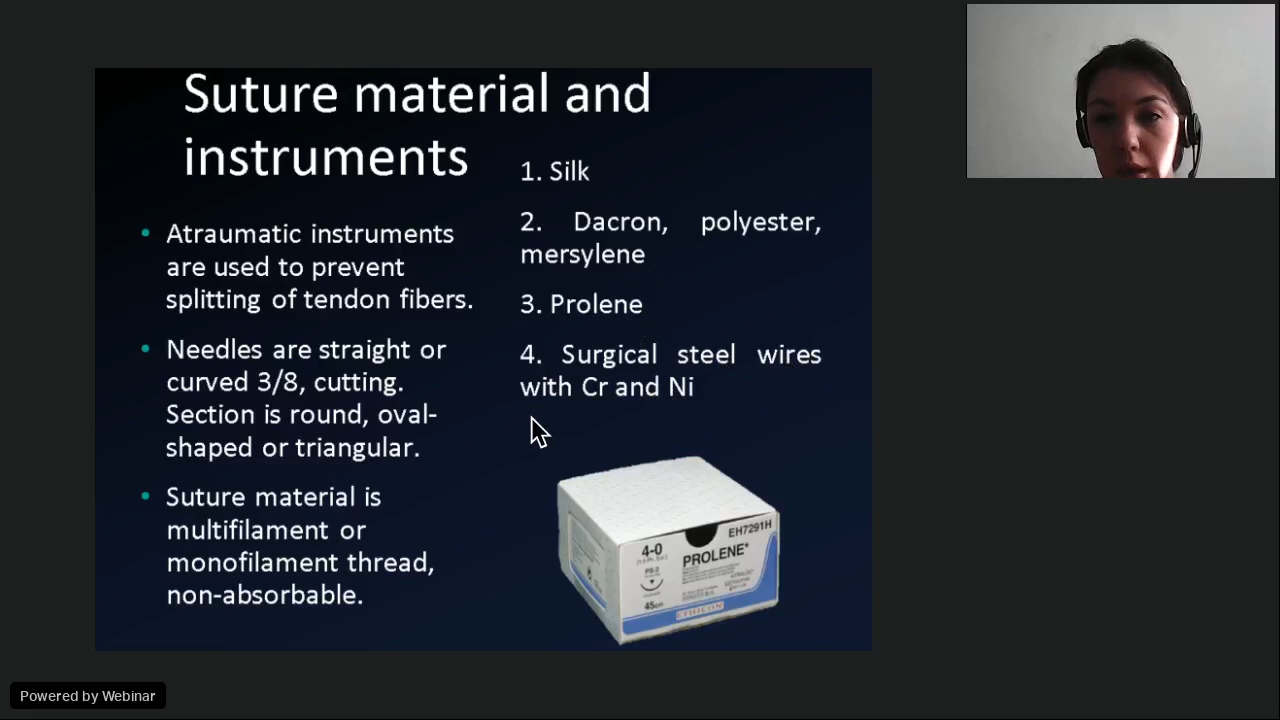 Suture material and
instruments
• Atraumatic instruments
are used to prevent
splitting of tendon fibers.
• Needles are straight or
curved 3/8, cutting.
Section is round, oval-
shaped or triangular.
• Suture material is
multifilament or
monofilament thread,
non-absorbable.
1. Silk
2. Dacron, polyester,
mersylene
3. Prolene
4. Surgical steel wires
with Cr and Ni
EH7291H
4-0
PROLENE*
PS-2
45cm
ETHICON
Powered by Webinar